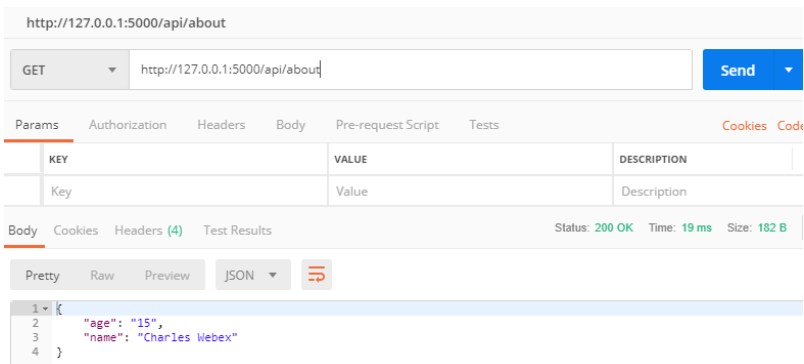 http://127.0.0.1:5000/api/about
GET http://127.0.0.1:5000/api/about Send
Params Authorization Headers Body Pre-request Script Tests Cookies Code
KEY VALUE DESCRIPTION
Key Value Description
Body Cookies Headers (4) Test Results Status: 200 OK Time: 19 ms Size: 182 B
Pretty Raw Preview JSON
1 {
2 "age": "15",
3 "name": "Charles Webex"
4 }